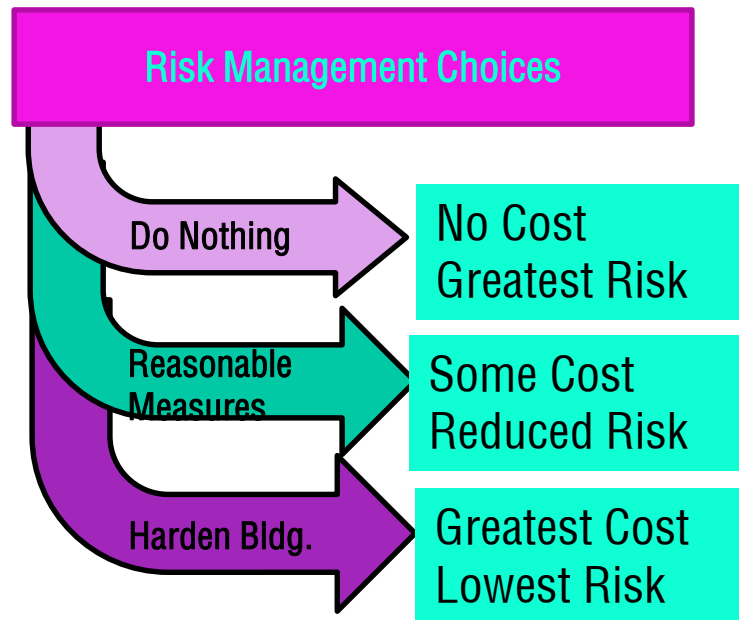 Risk Management Choices
Do Nothing
No Cost
Greatest Risk
Reasonable
Measures
Some Cost
Reduced Risk
Harden Bldg.
Greatest Cost
Lowest Risk